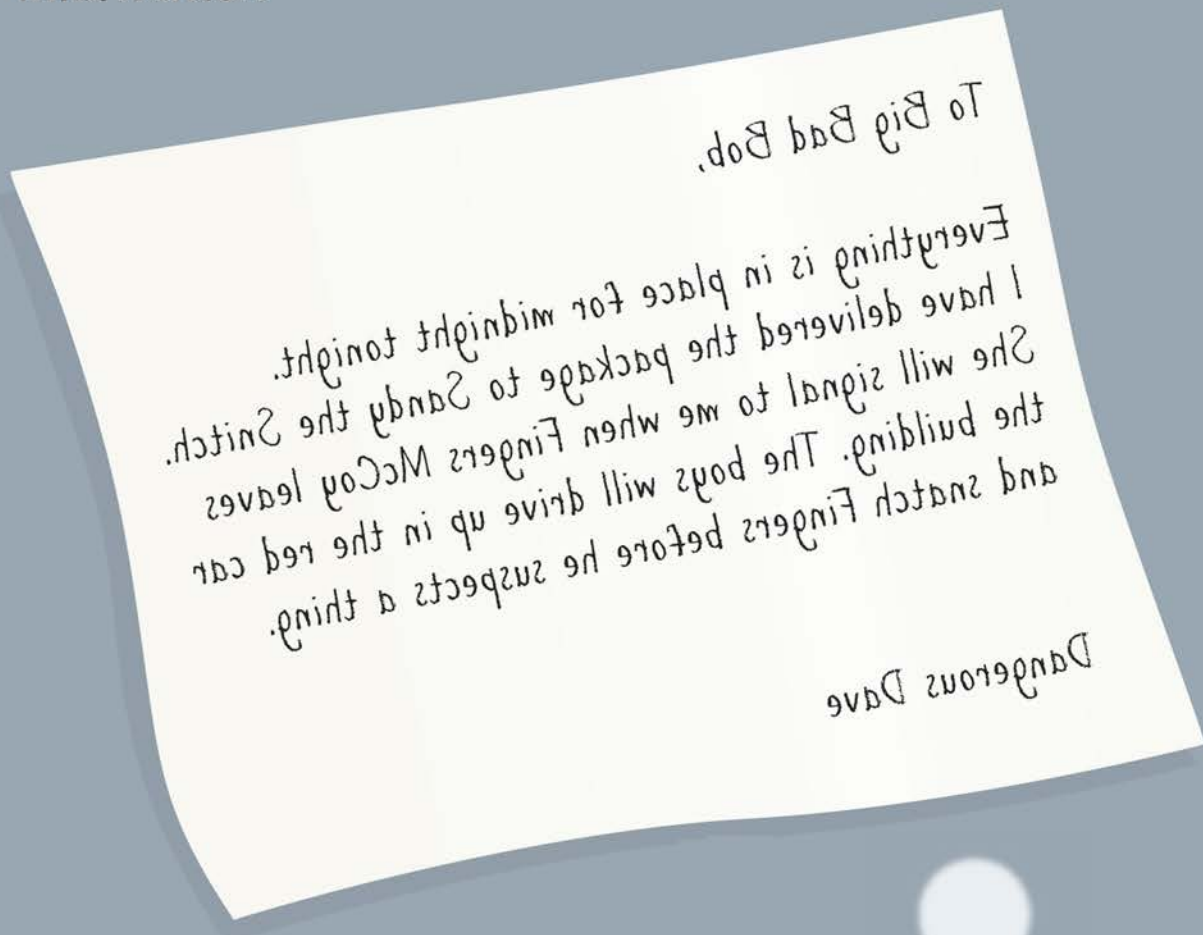 To Big Bad Bob,
Everything is in place for midnight tonight.
I have delivered the package to Sandy the Snitch.
She will signal to me when Fingers McCoy leaves
the building. The boys will drive up in the red car
and snatch Fingers before he suspects a thing.
Dangerous Dave